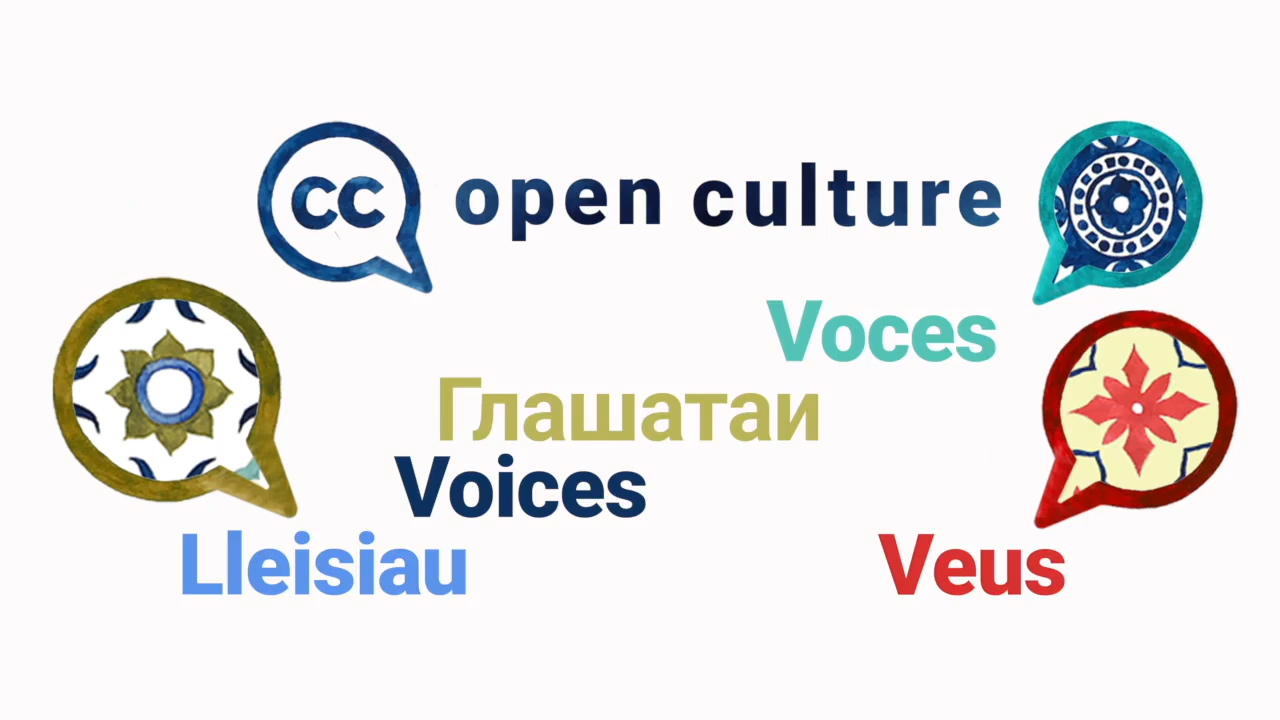 cc open culture
Voces
Глашатаи
Voices
Lleisiau
Veus